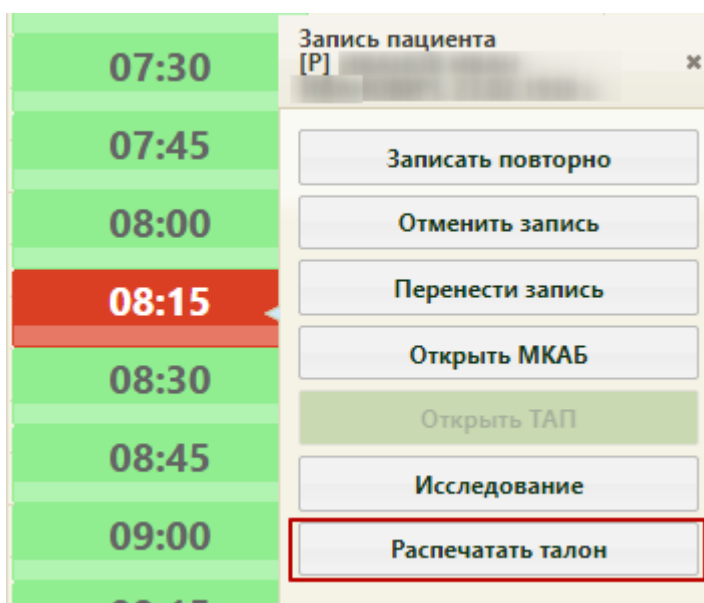 07:30
07:45
08:00
08:15
08:30
08:45
09:00
Запись пациента
[Р]
Записать повторно
Отменить запись
Перенести запись
Открыть МКАБ
Открыть ТАП
Исследование
Распечатать талон